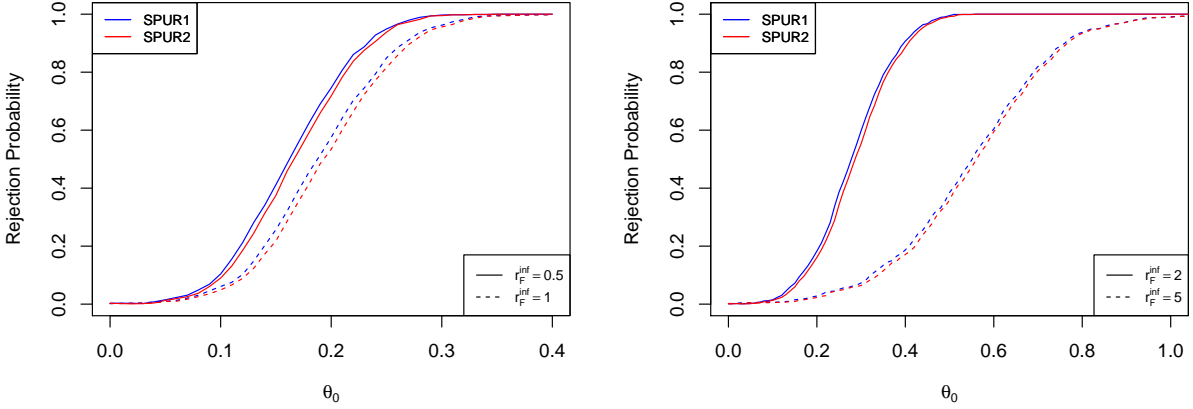 SPUR1
SPUR2
Rejection Probability
0.0 0.2 0.4 0.6 0.8 1.0
r_F^inf = 0.5
r_F^inf = 1
0.0 0.1 0.2 0.3 0.4
θ₀
SPUR1
SPUR2
Rejection Probability
0.0 0.2 0.4 0.6 0.8 1.0
r_F^inf = 2
r_F^inf = 5
0.0 0.2 0.4 0.6 0.8 1.0
θ₀